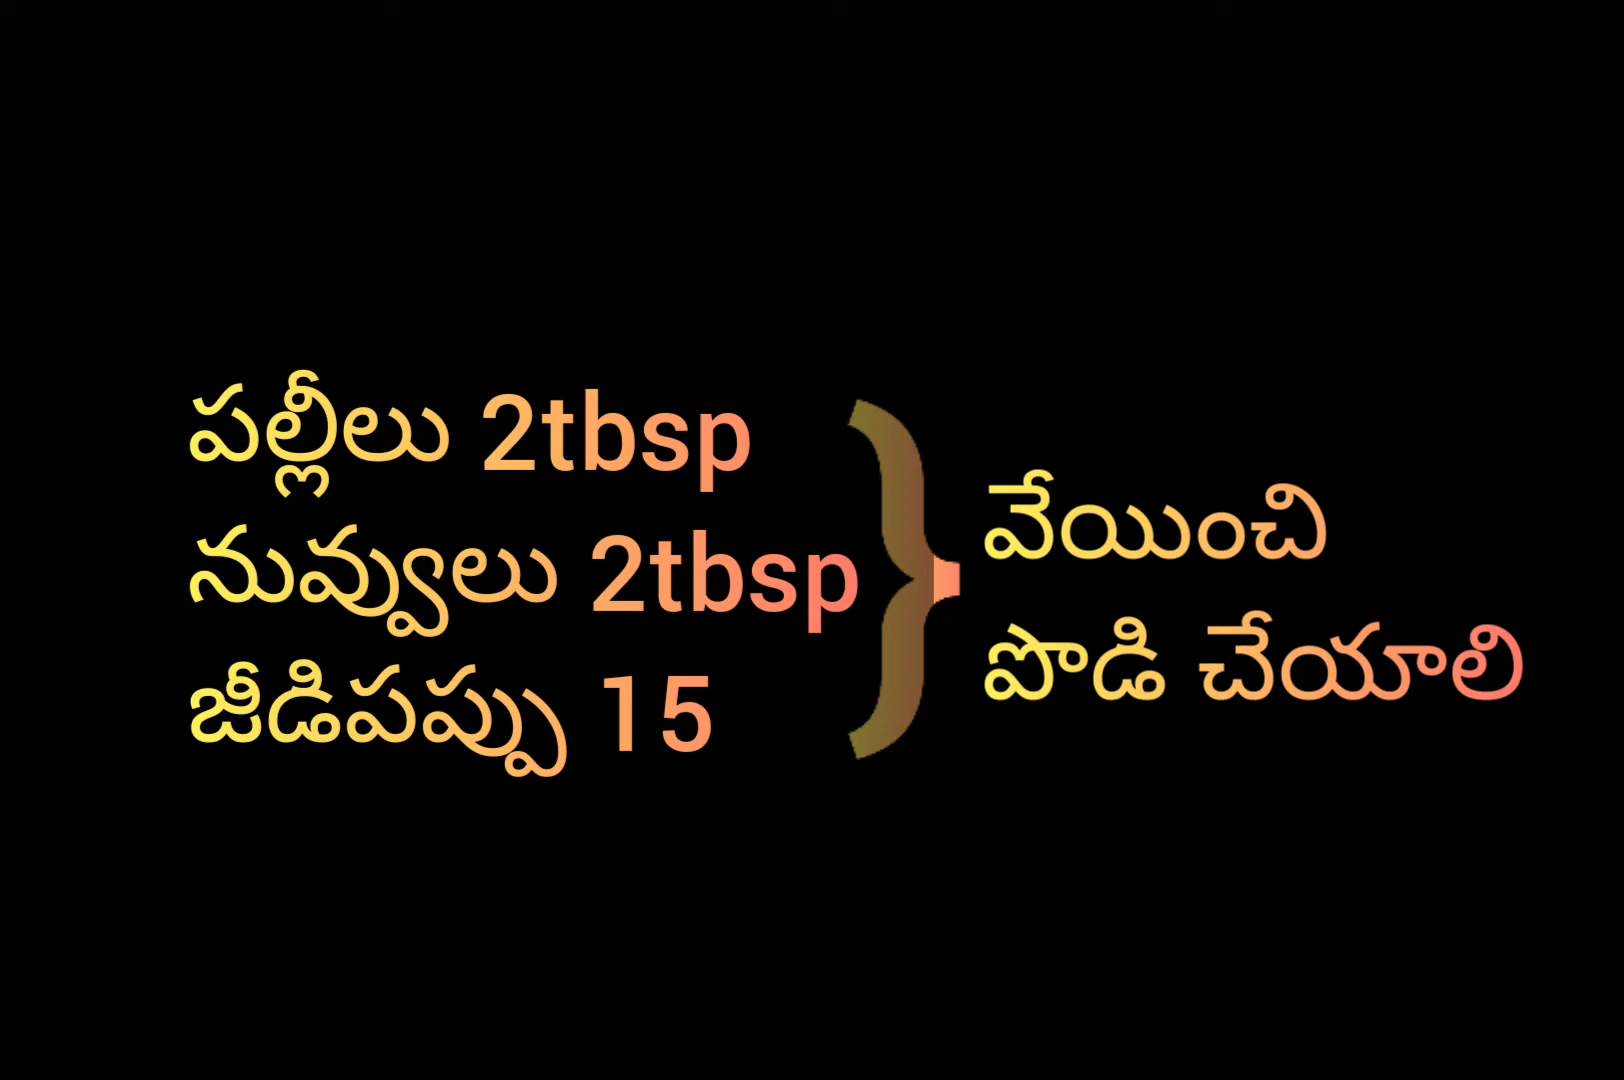 పల్లీలు 2tbsp
నువ్వులు 2tbsp
జీడిపప్పు 15
}
వేయించి
పొడి చేయాలి